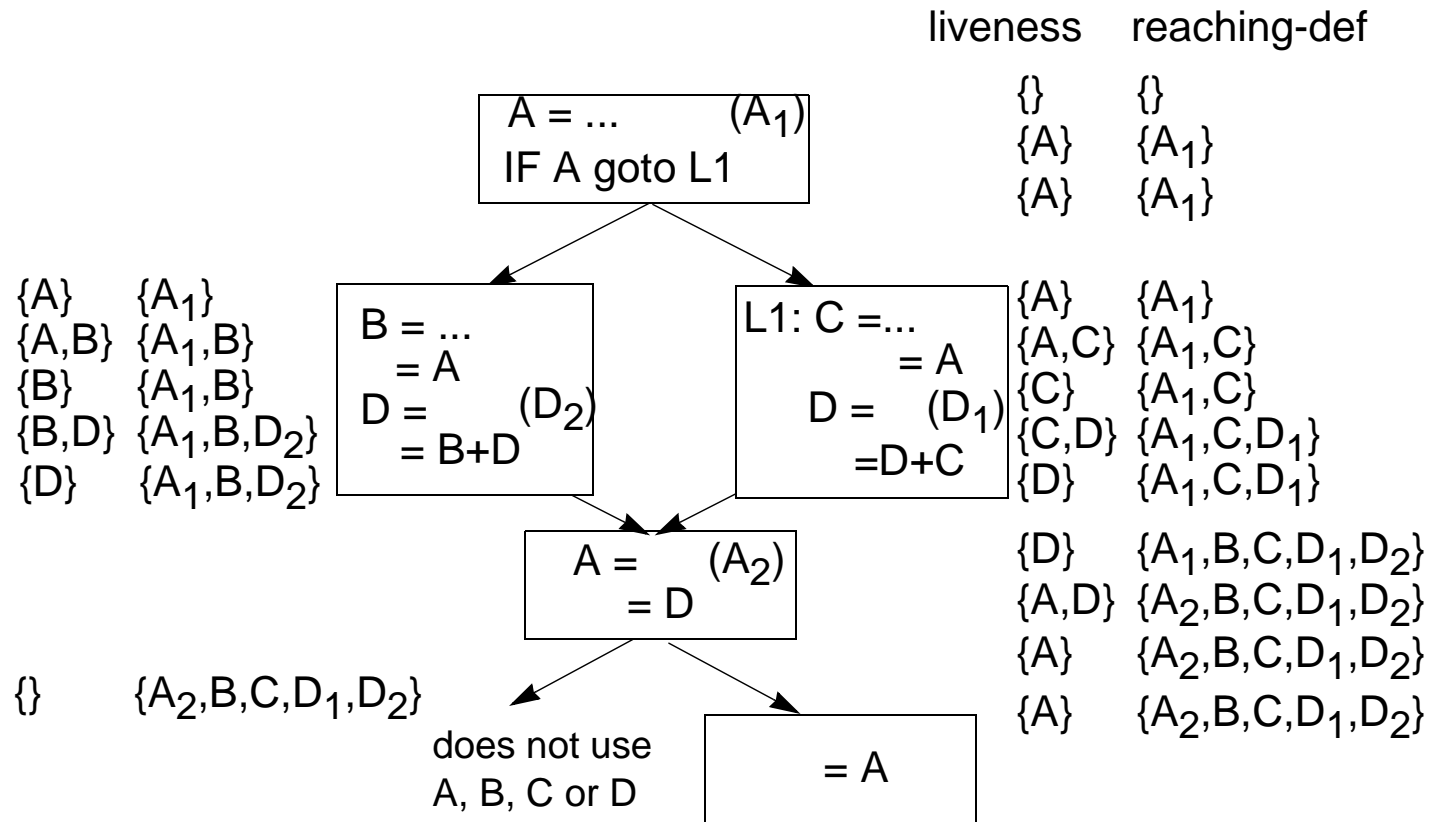 liveness reaching-def
{} {}
A = ... (A1)
{A} {A1}
IF A goto L1
{A} {A1}
{A} {A1}
{A,B} {A1,B}
{B} {A1,B}
{B,D} {A1,B,D2}
{D} {A1,B,D2}
B = ...
= A
D = (D2)
= B+D
L1: C =...
= A
D = (D1)
=D+C
{A} {A1}
{A,C} {A1,C}
{C} {A1,C}
{C,D} {A1,C,D1}
{D} {A1,C,D1}
A = (A2)
= D
{D} {A1,B,C,D1,D2}
{A,D} {A2,B,C,D1,D2}
{A} {A2,B,C,D1,D2}
{A} {A2,B,C,D1,D2}
{} {A2,B,C,D1,D2}
does not use
A, B, C or D
= A